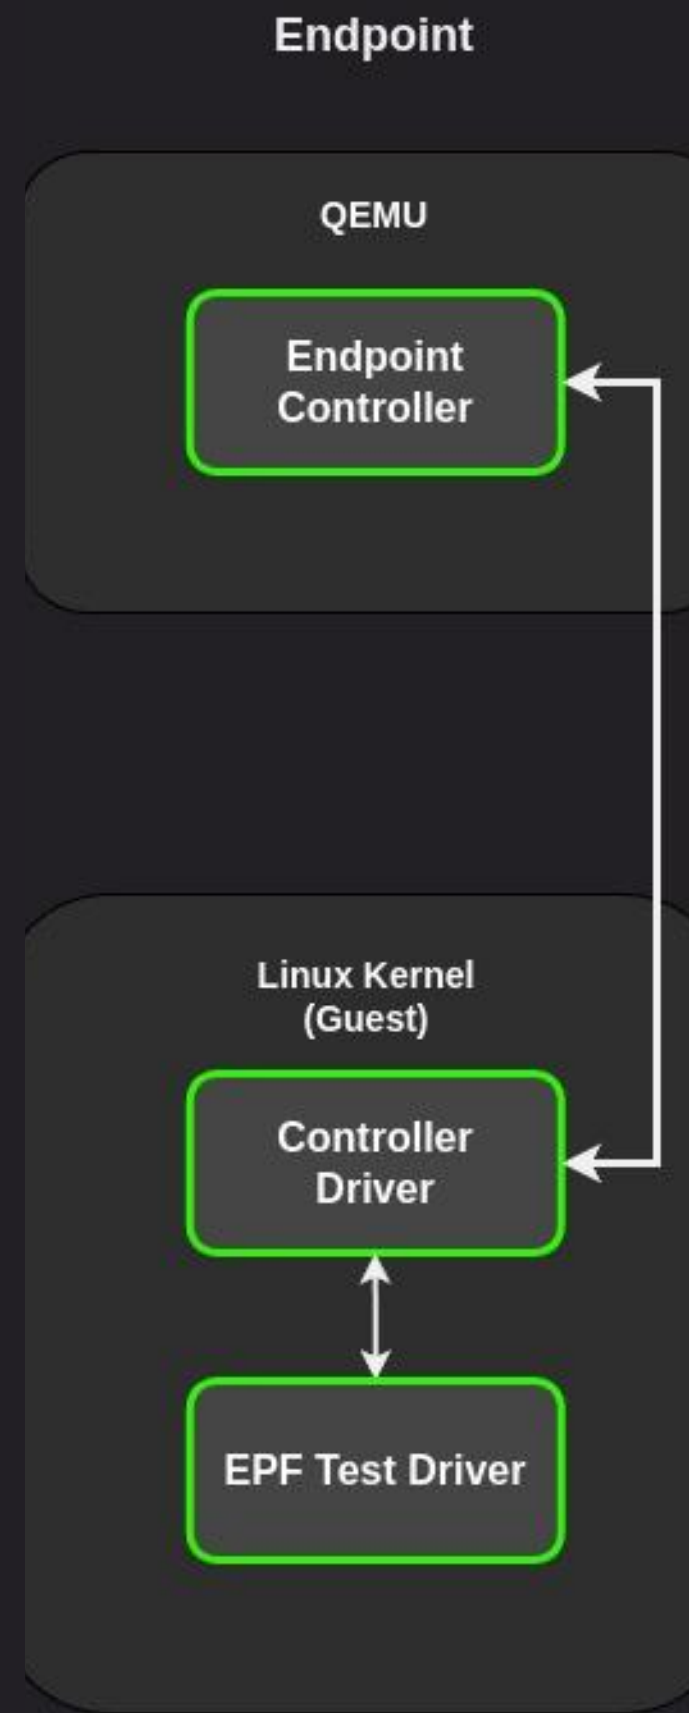 Endpoint
QEMU
Endpoint
Controller
Linux Kernel
(Guest)
Controller
Driver
EPF Test Driver